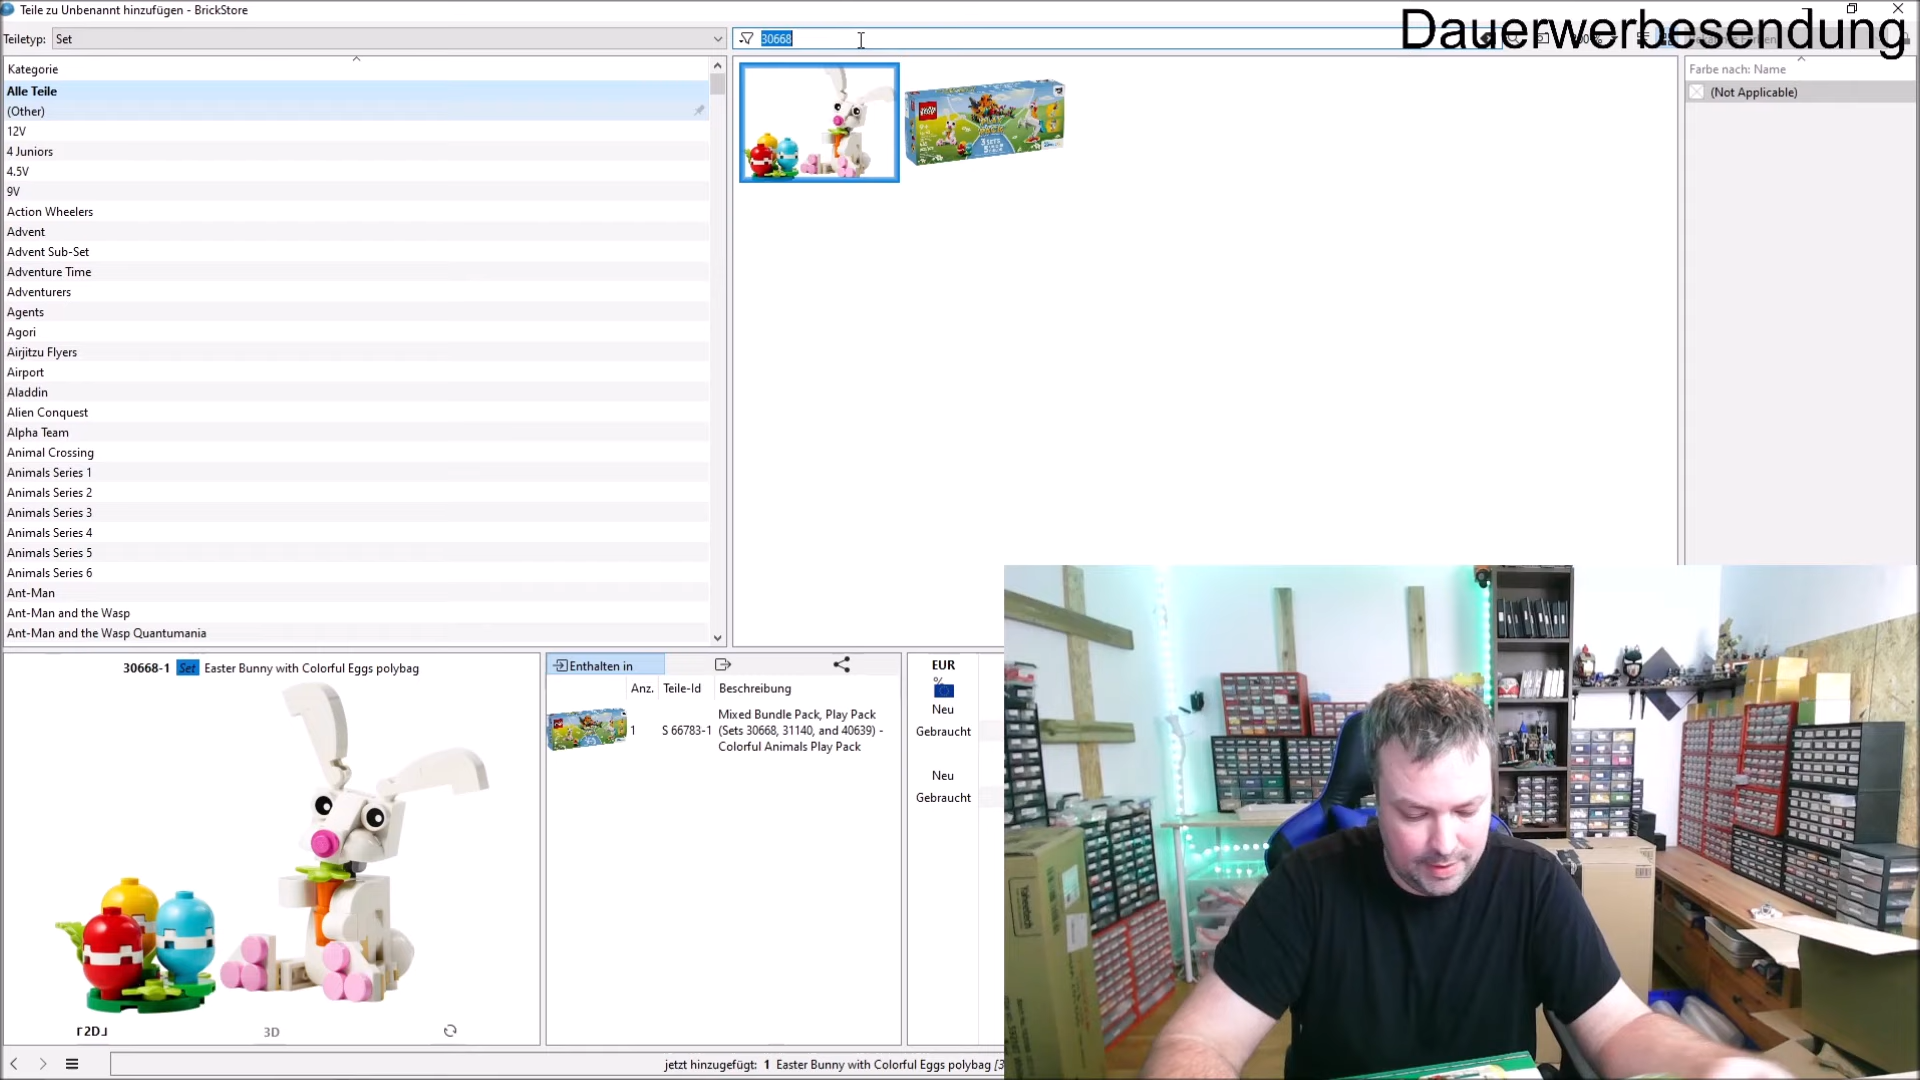 Teile zu Unbenannt hinzufügen - BrickStore
Dauerwerbesendung
Teiletyp:
Set
30668
Kategorie
Alle Teile
(Other)
12V
4 Juniors
4.5V
9V
Action Wheelers
Advent
Advent Sub-Set
Adventure Time
Adventurers
Agents
Agori
Airjitzu Flyers
Airport
Aladdin
Alien Conquest
Alpha Team
Animal Crossing
Animals Series 1
Animals Series 2
Animals Series 3
Animals Series 4
Animals Series 5
Animals Series 6
Ant-Man
Ant-Man and the Wasp
Ant-Man and the Wasp Quantumania
LEGO
3 SETS
Farbe nach: Name
(Not Applicable)
30668-1 Set Easter Bunny with Colorful Eggs polybag
2D
3D
Enthalten in
Anz. Teile-Id Beschreibung
1 S 66783-1 Mixed Bundle Pack, Play Pack
(Sets 30668, 31140, and 40639) -
Colorful Animals Play Pack
EUR
%
Neu
Gebraucht
Neu
Gebraucht
jetzt hinzugefügt: 1 Easter Bunny with Colorful Eggs polybag [3